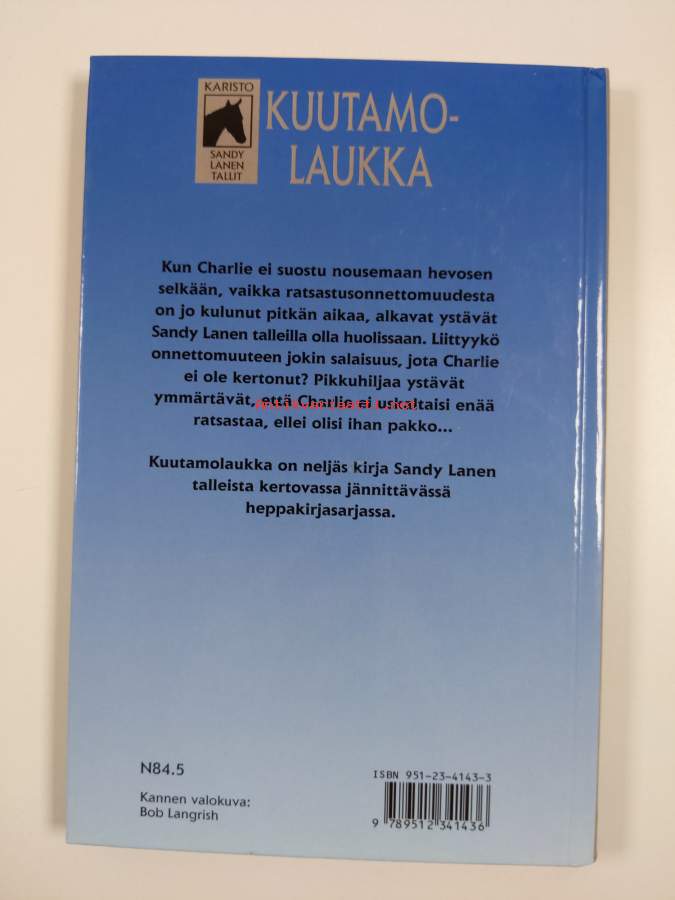 KARISTO
SANDY
LANEN
TALLIT
KUUTAMO-
LAUKKA
Kun Charlie ei suostu nousemaan hevosen
selkään, vaikka ratsastusonnettomuudesta
on jo kulunut pitkän aikaa, alkavat ystävät
Sandy Lanen talleilla olla huolissaan. Liittyykö
onnettomuuteen jokin salaisuus, jota Charlie
ei ole kertonut? Pikkuhiljaa ystävät
ymmärtävät, että Charlie ei uskaltaisi enää
ratsastaa, ellei olisi ihan pakko...
Kuutamolaukka on neljäs kirja Sandy Lanen
talleista kertovassa jännittävässä
heppakirjasarjassa.
N84.5
Kannen valokuva:
Bob Langrish
ISBN 951-23-4143-3
9 789512 341436